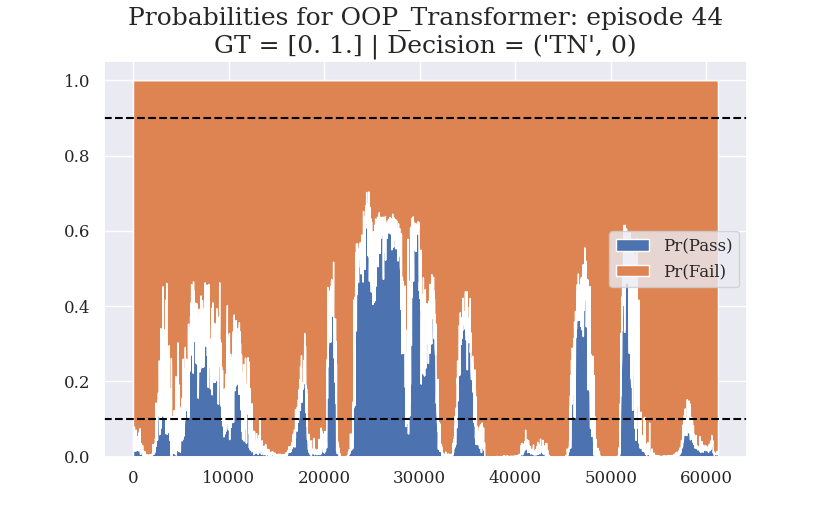 Probabilities for OOP_Transformer: episode 44
GT = [0. 1.] | Decision = ('TN', 0)
1.0
0.8
0.6
0.4
0.2
0.0
Pr(Pass)
Pr(Fail)
0 10000 20000 30000 40000 50000 60000